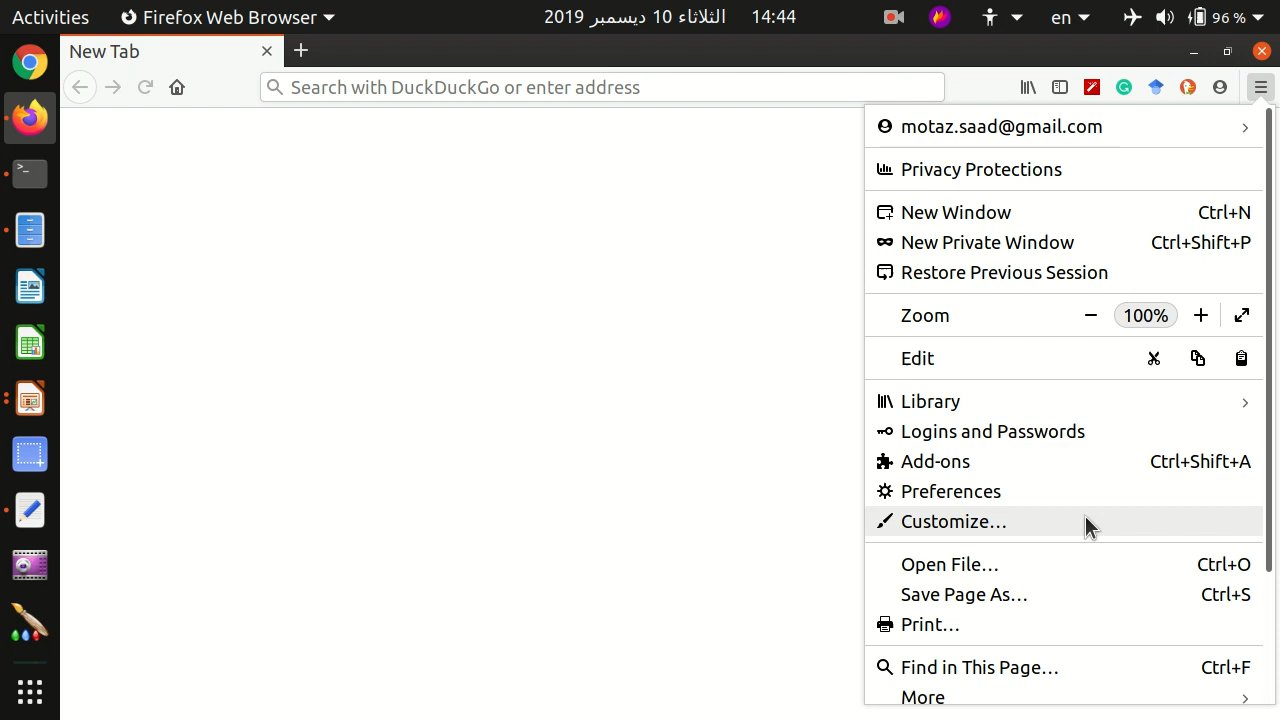 Activities Firefox Web Browser الثلاثاء 10 ديسمبر 2019 14:44 en 96 %
New Tab
Search with DuckDuckGo or enter address
motaz.saad@gmail.com
Privacy Protections
New Window Ctrl+N
New Private Window Ctrl+Shift+P
Restore Previous Session
Zoom 100%
Edit
Library
Logins and Passwords
Add-ons Ctrl+Shift+A
Preferences
Customize…
Open File… Ctrl+O
Save Page As… Ctrl+S
Print…
Find in This Page… Ctrl+F
More